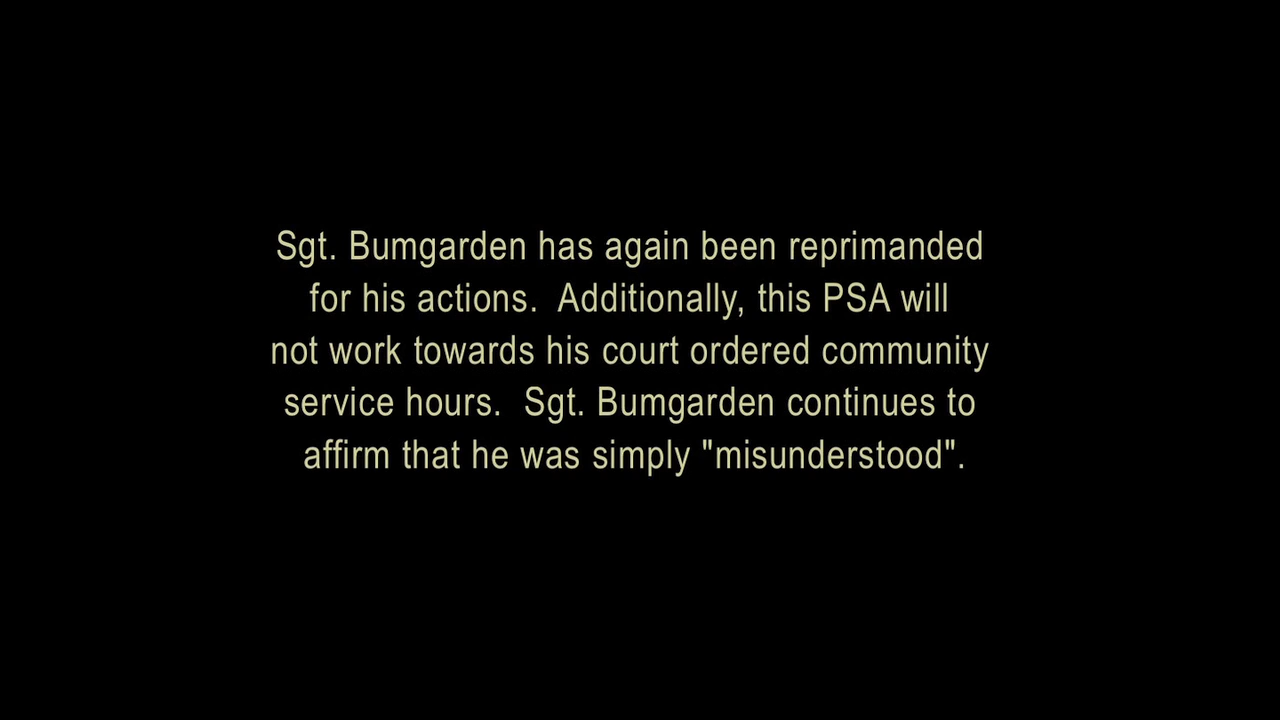 Sgt. Bumgarden has again been reprimanded
for his actions.  Additionally, this PSA will
not work towards his court ordered community
service hours.  Sgt. Bumgarden continues to
affirm that he was simply "misunderstood".